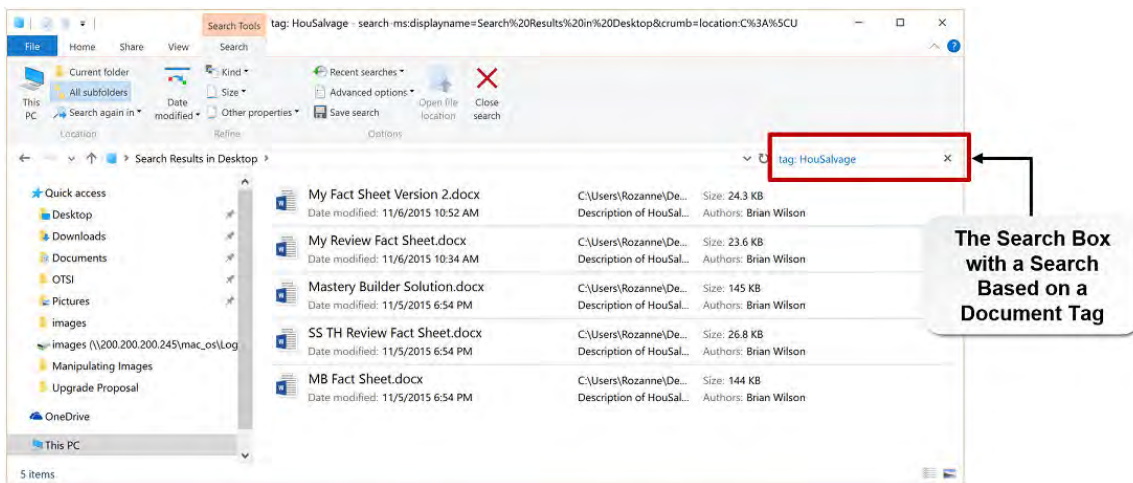 Search Tools
tag: HouSalvage - search-ms:displayname=Search%20Results%20in%20Desktop&crumb=location:C%3A%5CU
File Home Share View Search
This PC
Current folder
All subfolders
Search again in
Location
Date modified
Kind
Size
Other properties
Refine
Recent searches
Advanced options
Save search
Open file location
Close search
Options
Search Results in Desktop
tag: HouSalvage
Quick access
Desktop
Downloads
Documents
OTSI
Pictures
images
images (\\200.200.200.245\mac_os\Log
Manipulating Images
Upgrade Proposal
OneDrive
This PC
My Fact Sheet Version 2.docx C:\Users\Rozanne\De... Size: 24.3 KB
Date modified: 11/6/2015 10:52 AM Description of HouSal... Authors: Brian Wilson
My Review Fact Sheet.docx C:\Users\Rozanne\De... Size: 23.6 KB
Date modified: 11/6/2015 10:34 AM Description of HouSal... Authors: Brian Wilson
Mastery Builder Solution.docx C:\Users\Rozanne\De... Size: 145 KB
Date modified: 11/5/2015 6:54 PM Description of HouSal... Authors: Brian Wilson
SS TH Review Fact Sheet.docx C:\Users\Rozanne\De... Size: 26.8 KB
Date modified: 11/5/2015 6:54 PM Description of HouSal... Authors: Brian Wilson
MB Fact Sheet.docx C:\Users\Rozanne\De... Size: 144 KB
Date modified: 11/5/2015 6:54 PM Description of HouSal... Authors: Brian Wilson
5 items
The Search Box
with a Search
Based on a
Document Tag